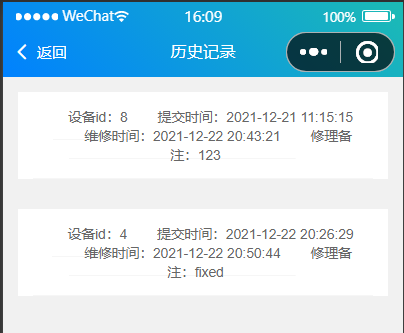 WeChat 16:09 100%
返回 历史记录
设备id：8 提交时间：2021-12-21 11:15:15
维修时间：2021-12-22 20:43:21 修理备
注：123
设备id：4 提交时间：2021-12-22 20:26:29
维修时间：2021-12-22 20:50:44 修理备
注：fixed